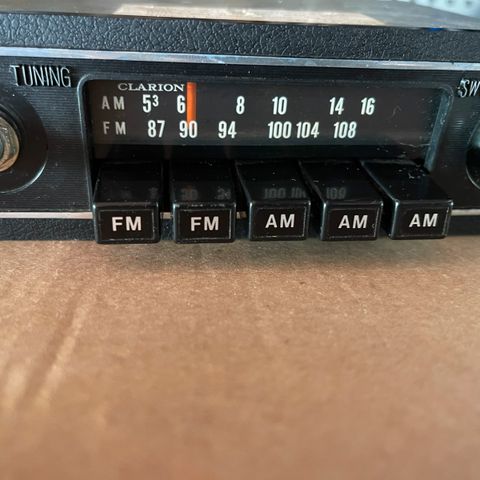 TUNING
CLARION
SW
AM 5³ 6 8 10 14 16
FM 87 90 94 100 104 108
FM FM AM AM AM